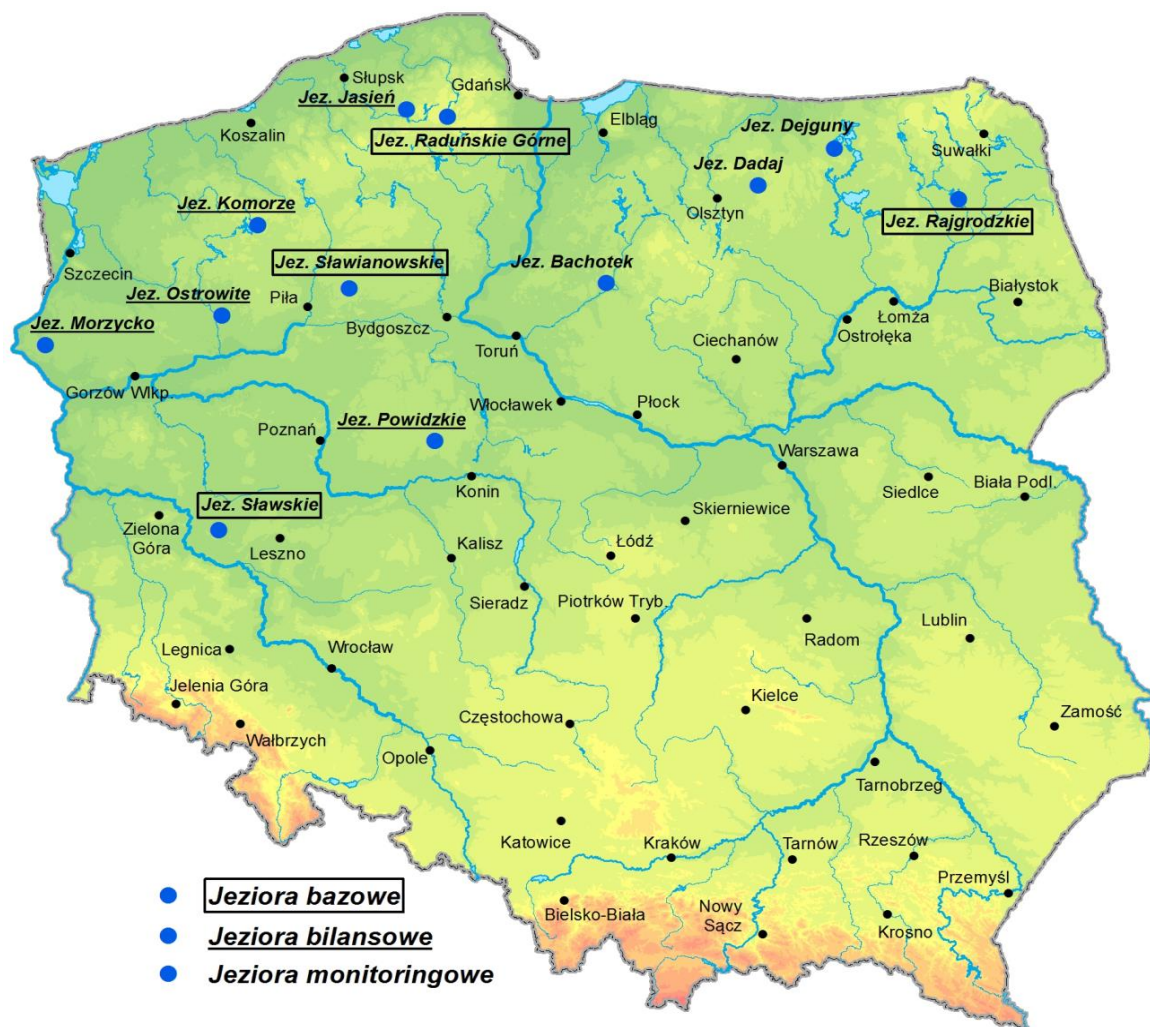 Słupsk
Gdańsk
Jez. Jasień
Elbląg
Koszalin
Jez. Raduńskie Górne
Jez. Dejguny
Suwałki
Jez. Dadaj
Olsztyn
Jez. Komorze
Jez. Rajgrodzkie
Szczecin
Jez. Sławianowskie
Jez. Bachotek
Jez. Ostrowite
Piła
Białystok
Łomża
Jez. Morzycko
Bydgoszcz
Toruń
Ostrołęka
Ciechanów
Gorzów Wlkp.
Włocławek
Płock
Poznań
Jez. Powidzkie
Warszawa
Konin
Siedlce
Biała Podl.
Jez. Sławskie
Skierniewice
Zielona
Góra
Leszno
Kalisz
Łódź
Sieradz
Piotrków Tryb.
Radom
Lublin
Legnica
Wrocław
Jelenia Góra
Kielce
Częstochowa
Zamość
Wałbrzych
Opole
Tarnobrzeg
Katowice
Kraków
Tarnów
Rzeszów
Przemyśl
Jeziora bazowe
Bielsko-Biała
Nowy
Sącz
Krosno
Jeziora bilansowe
Jeziora monitoringowe